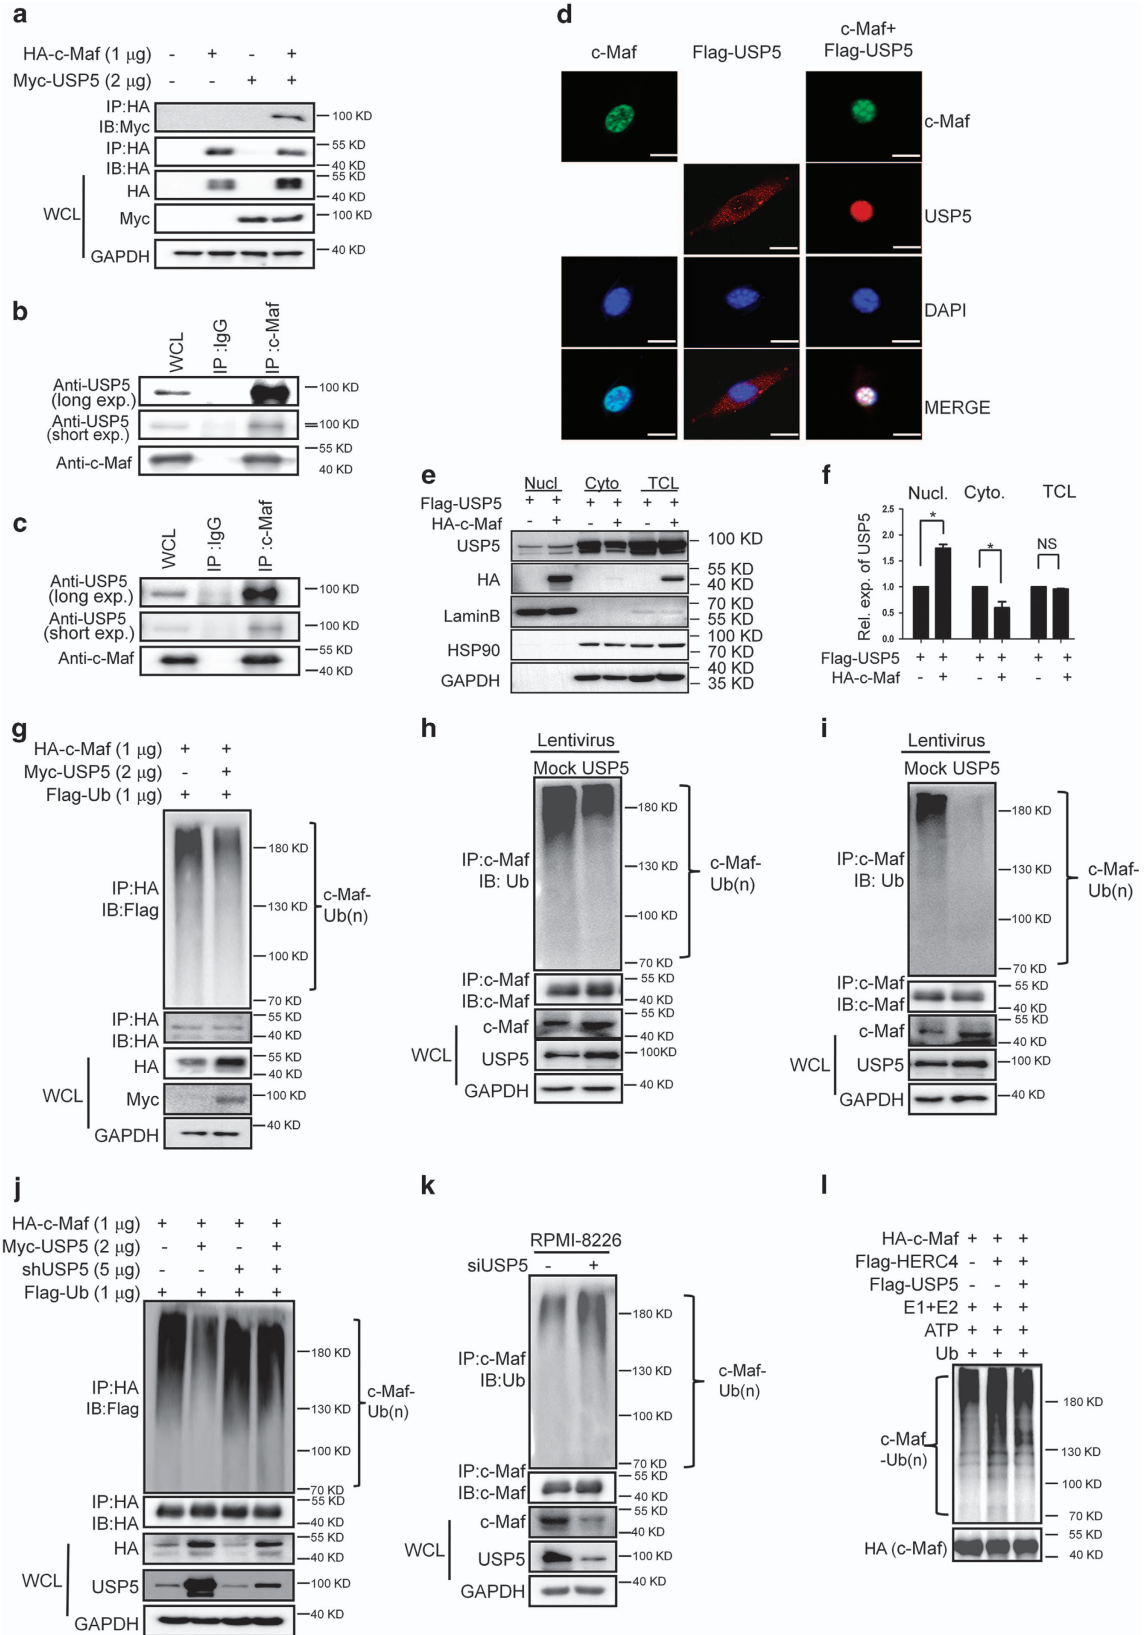 a
HA-c-Maf (1 μg) - + - +
Myc-USP5 (2 μg) - - + +
IP:HA
IB:Myc
100 KD
IP:HA
IB:HA
55 KD
40 KD
WCL
HA
55 KD
40 KD
Myc
100 KD
GAPDH
40 KD
b
WCL
IP :IgG
IP :c-Maf
Anti-USP5
(long exp.)
100 KD
Anti-USP5
(short exp.)
100 KD
Anti-c-Maf
55 KD
40 KD
c
WCL
IP :IgG
IP :c-Maf
Anti-USP5
(long exp.)
100 KD
Anti-USP5
(short exp.)
100 KD
Anti-c-Maf
55 KD
40 KD
d
c-Maf
Flag-USP5
c-Maf+
Flag-USP5
c-Maf
USP5
DAPI
MERGE
e
Nucl Cyto TCL
Flag-USP5 + + + + + +
HA-c-Maf - + - + - +
USP5
100 KD
HA
55 KD
40 KD
LaminB
70 KD
55 KD
HSP90
100 KD
70 KD
GAPDH
40 KD
35 KD
f
Nucl. Cyto. TCL
Rel. exp. of USP5
2.5
2.0
1.5
1.0
0.5
0.0
* * NS
Flag-USP5 + + + + + +
HA-c-Maf - + - + - +
g
HA-c-Maf (1 μg) + +
Myc-USP5 (2 μg) - +
Flag-Ub (1 μg) + +
IP:HA
IB:Flag
180 KD
130 KD
100 KD
70 KD
c-Maf-
Ub(n)
IP:HA
IB:HA
55 KD
40 KD
WCL
HA
55 KD
40 KD
Myc
100 KD
GAPDH
40 KD
h
Lentivirus
Mock USP5
IP:c-Maf
IB: Ub
180 KD
130 KD
100 KD
70 KD
c-Maf-
Ub(n)
IP:c-Maf
IB:c-Maf
55 KD
40 KD
WCL
c-Maf
55 KD
40 KD
USP5
100KD
GAPDH
40 KD
i
Lentivirus
Mock USP5
IP:c-Maf
IB: Ub
180 KD
130 KD
100 KD
70 KD
c-Maf-
Ub(n)
IP:c-Maf
IB:c-Maf
55 KD
40 KD
WCL
c-Maf
55 KD
40 KD
USP5
100 KD
GAPDH
40 KD
j
HA-c-Maf (1 μg) + + + +
Myc-USP5 (2 μg) - + - +
shUSP5 (5 μg) - - + +
Flag-Ub (1 μg) + + + +
IP:HA
IB:Flag
180 KD
130 KD
100 KD
70 KD
c-Maf-
Ub(n)
IP:HA
IB:HA
55 KD
40 KD
WCL
HA
55 KD
40 KD
USP5
100 KD
GAPDH
40 KD
k
RPMI-8226
siUSP5 - +
IP:c-Maf
IB:Ub
180 KD
130 KD
100 KD
70 KD
c-Maf-
Ub(n)
IP:c-Maf
IB:c-Maf
55 KD
40 KD
WCL
c-Maf
55 KD
40 KD
USP5
100 KD
GAPDH
40 KD
l
HA-c-Maf + + +
Flag-HERC4 - + +
Flag-USP5 - - +
E1+E2 + + +
ATP + + +
Ub + + +
c-Maf
-Ub(n)
180 KD
130 KD
100 KD
70 KD
HA (c-Maf)
55 KD
40 KD